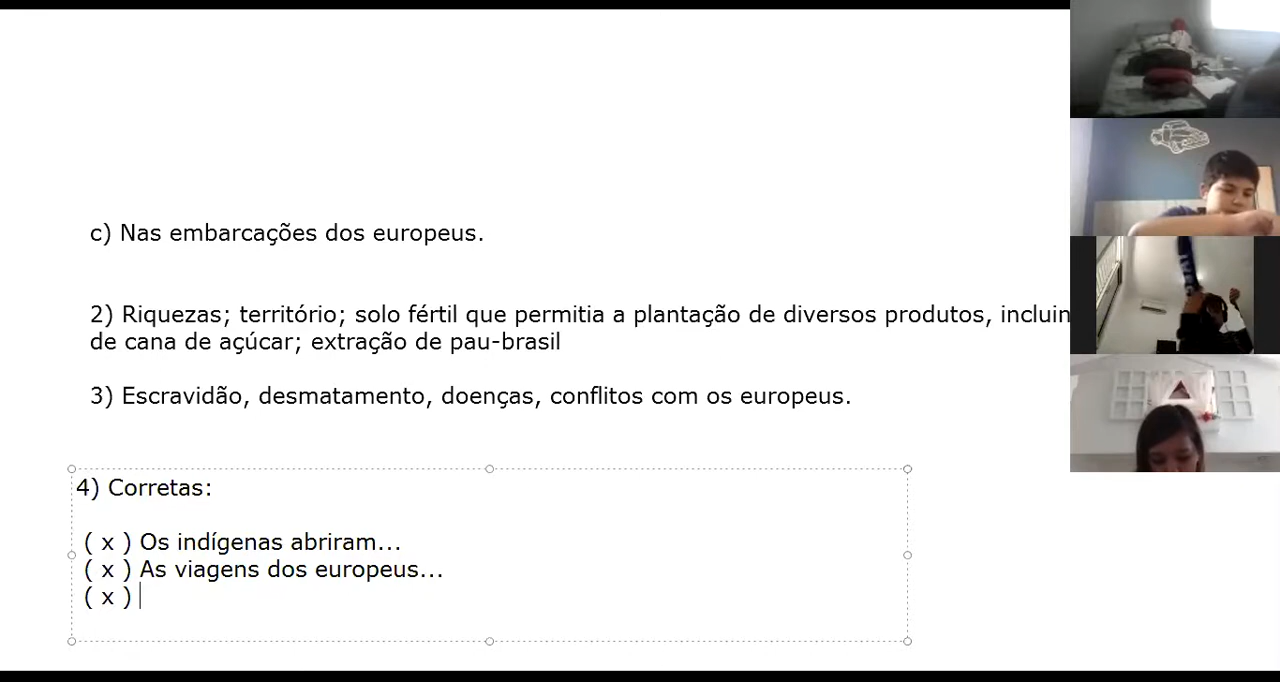 c) Nas embarcações dos europeus.
2) Riquezas; território; solo fértil que permitia a plantação de diversos produtos, incluin
de cana de açúcar; extração de pau-brasil
3) Escravidão, desmatamento, doenças, conflitos com os europeus.
4) Corretas:
( x ) Os indígenas abriram...
( x ) As viagens dos europeus...
( x )